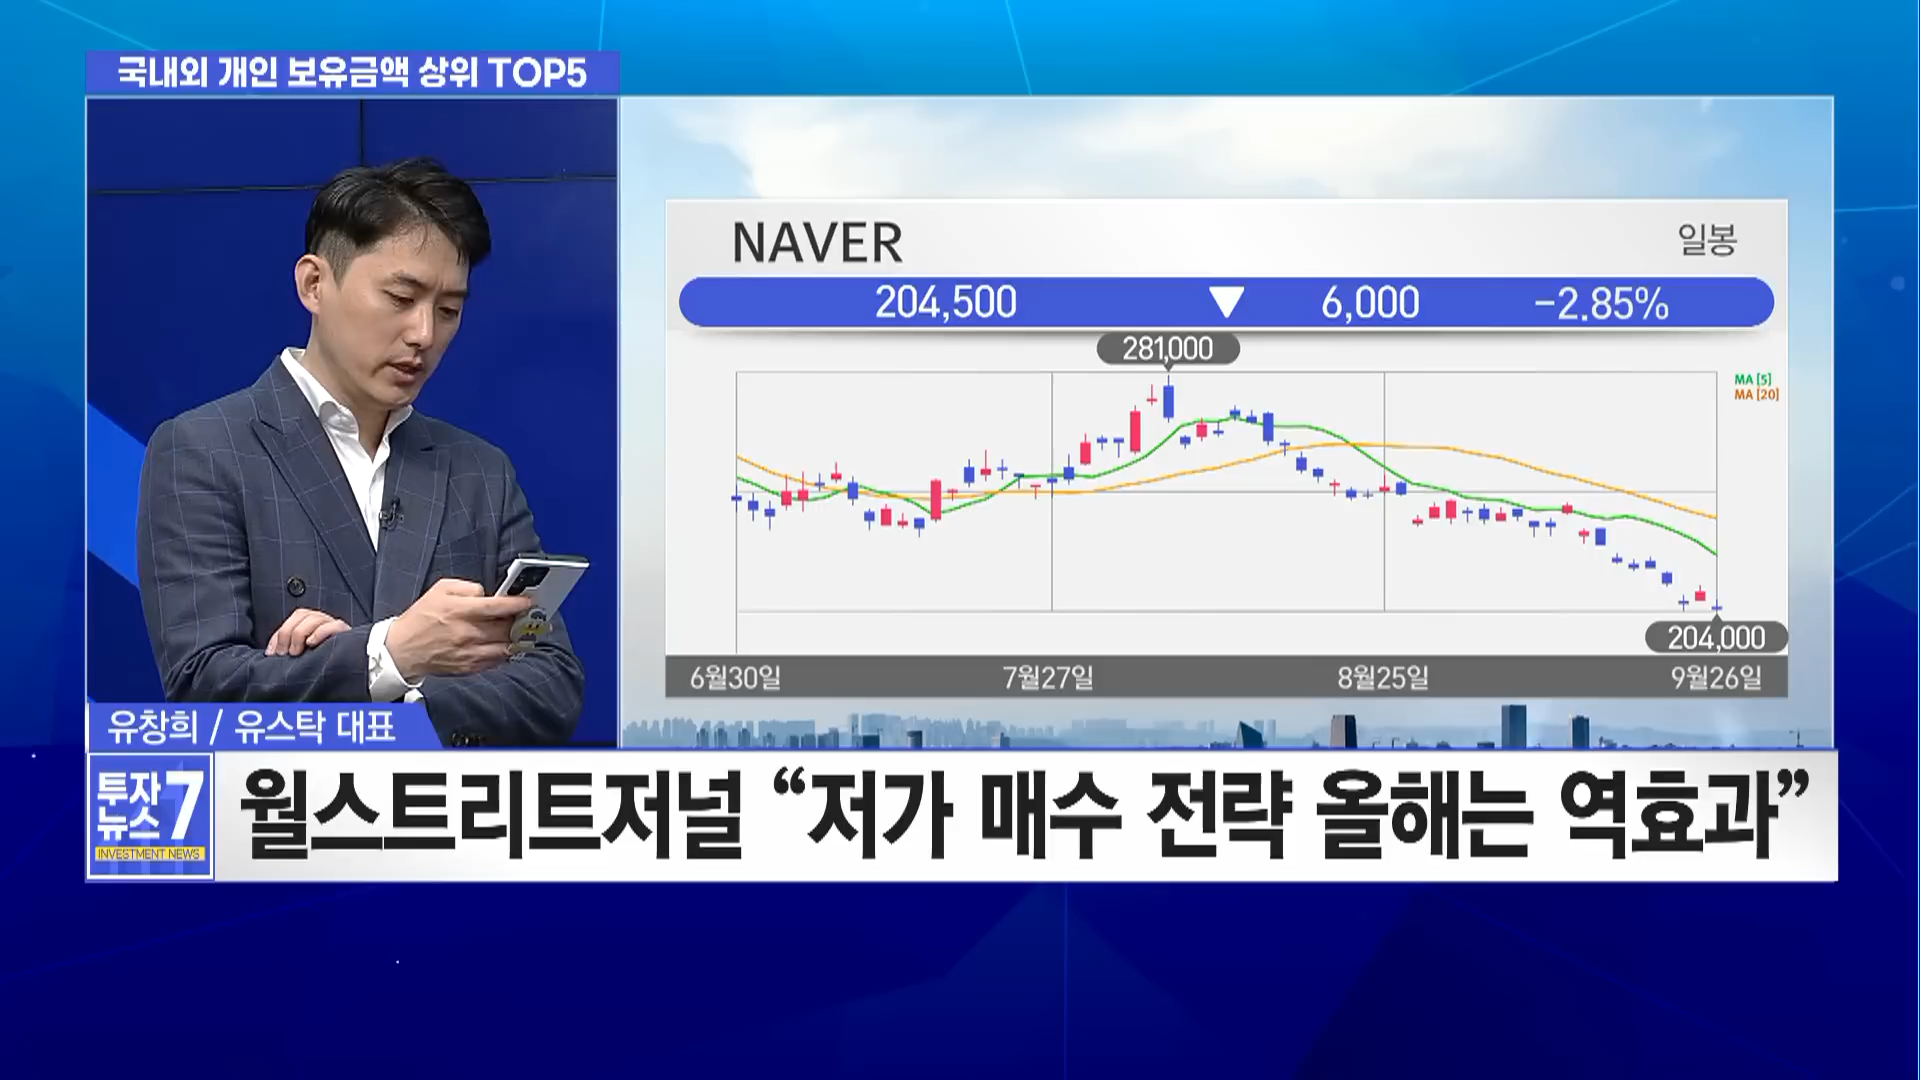 국내외 개인 보유금액 상위 TOP5
NAVER
일봉
204,500 ▼ 6,000 -2.85%
281,000
MA [5]
MA [20]
204,000
6월30일 7월27일 8월25일 9월26일
유창희 / 유스탁 대표
투자
뉴스 7
INVESTMENT NEWS
월스트리트저널 “저가 매수 전략 올해는 역효과”